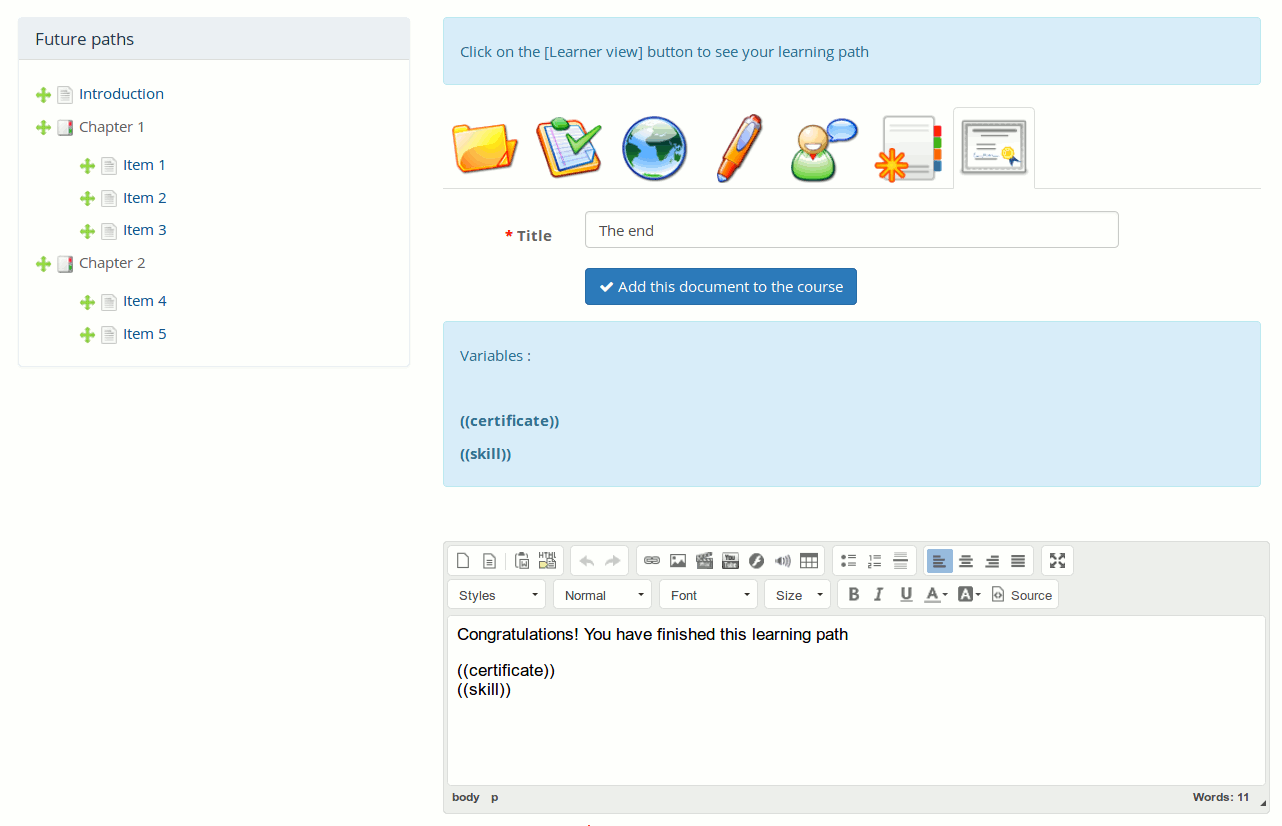 Future paths
Introduction
Chapter 1
Item 1
Item 2
Item 3
Chapter 2
Item 4
Item 5
Click on the [Learner view] button to see your learning path
* Title
The end
Add this document to the course
Variables :
((certificate))
((skill))
HTML
You Tube
Styles
Normal
Font
Size
B I U A A Source
Congratulations! You have finished this learning path
((certificate))
((skill))
body p
Words: 11